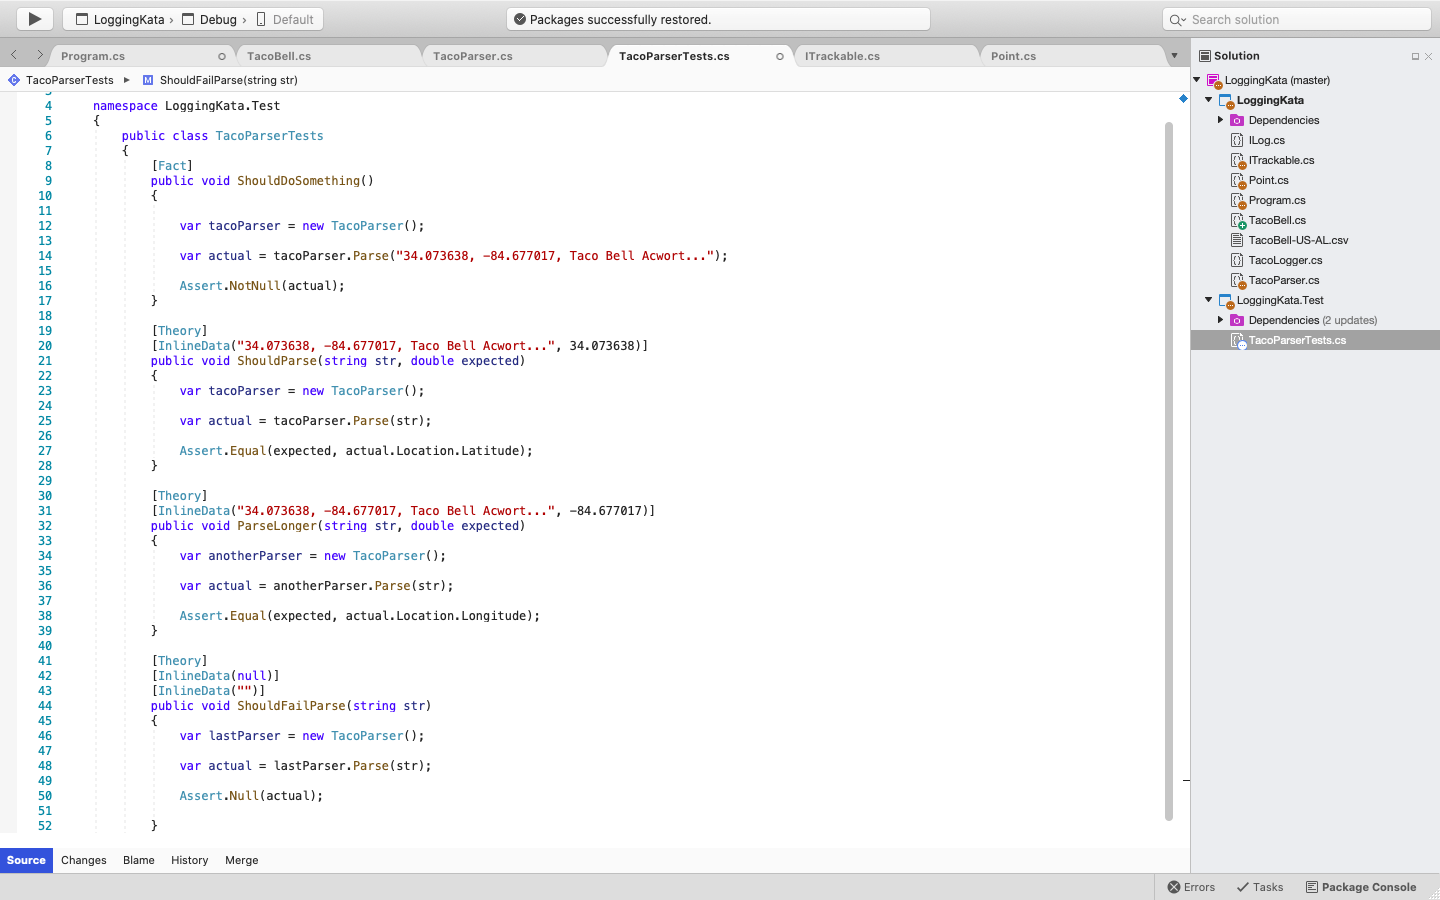 LoggingKata › Debug › Default
Packages successfully restored.
Search solution
Program.cs
TacoBell.cs
TacoParser.cs
TacoParserTests.cs
ITrackable.cs
Point.cs
TacoParserTests ▶ M ShouldFailParse(string str)
4 namespace LoggingKata.Test
5 {
6 public class TacoParserTests
7 {
8 [Fact]
9 public void ShouldDoSomething()
10 {
11
12 var tacoParser = new TacoParser();
13
14 var actual = tacoParser.Parse("34.073638, -84.677017, Taco Bell Acwort...");
15
16 Assert.NotNull(actual);
17 }
18
19 [Theory]
20 [InlineData("34.073638, -84.677017, Taco Bell Acwort...", 34.073638)]
21 public void ShouldParse(string str, double expected)
22 {
23 var tacoParser = new TacoParser();
24
25 var actual = tacoParser.Parse(str);
26
27 Assert.Equal(expected, actual.Location.Latitude);
28 }
29
30 [Theory]
31 [InlineData("34.073638, -84.677017, Taco Bell Acwort...", -84.677017)]
32 public void ParseLonger(string str, double expected)
33 {
34 var anotherParser = new TacoParser();
35
36 var actual = anotherParser.Parse(str);
37
38 Assert.Equal(expected, actual.Location.Longitude);
39 }
40
41 [Theory]
42 [InlineData(null)]
43 [InlineData("")]
44 public void ShouldFailParse(string str)
45 {
46 var lastParser = new TacoParser();
47
48 var actual = lastParser.Parse(str);
49
50 Assert.Null(actual);
51
52 }
Source Changes Blame History Merge
Solution
LoggingKata (master)
LoggingKata
Dependencies
ILog.cs
ITrackable.cs
Point.cs
Program.cs
TacoBell.cs
TacoBell-US-AL.csv
TacoLogger.cs
TacoParser.cs
LoggingKata.Test
Dependencies (2 updates)
TacoParserTests.cs
Errors Tasks Package Console